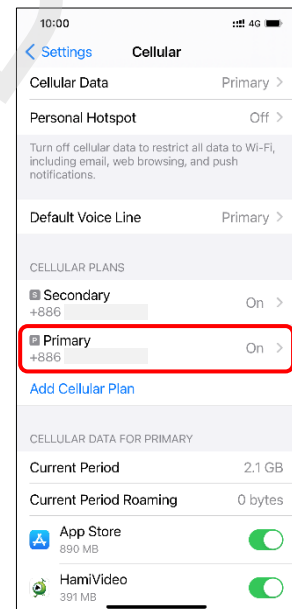 10:00
4G
Settings
Cellular
Cellular Data
Primary
Personal Hotspot
Off
Turn off cellular data to restrict all data to Wi-Fi,
including email, web browsing, and push
notifications.
Default Voice Line
Primary
CELLULAR PLANS
S Secondary
+886
On
P Primary
+886
On
Add Cellular Plan
CELLULAR DATA FOR PRIMARY
Current Period
2.1 GB
Current Period Roaming
0 bytes
App Store
890 MB
HamiVideo
391 MB